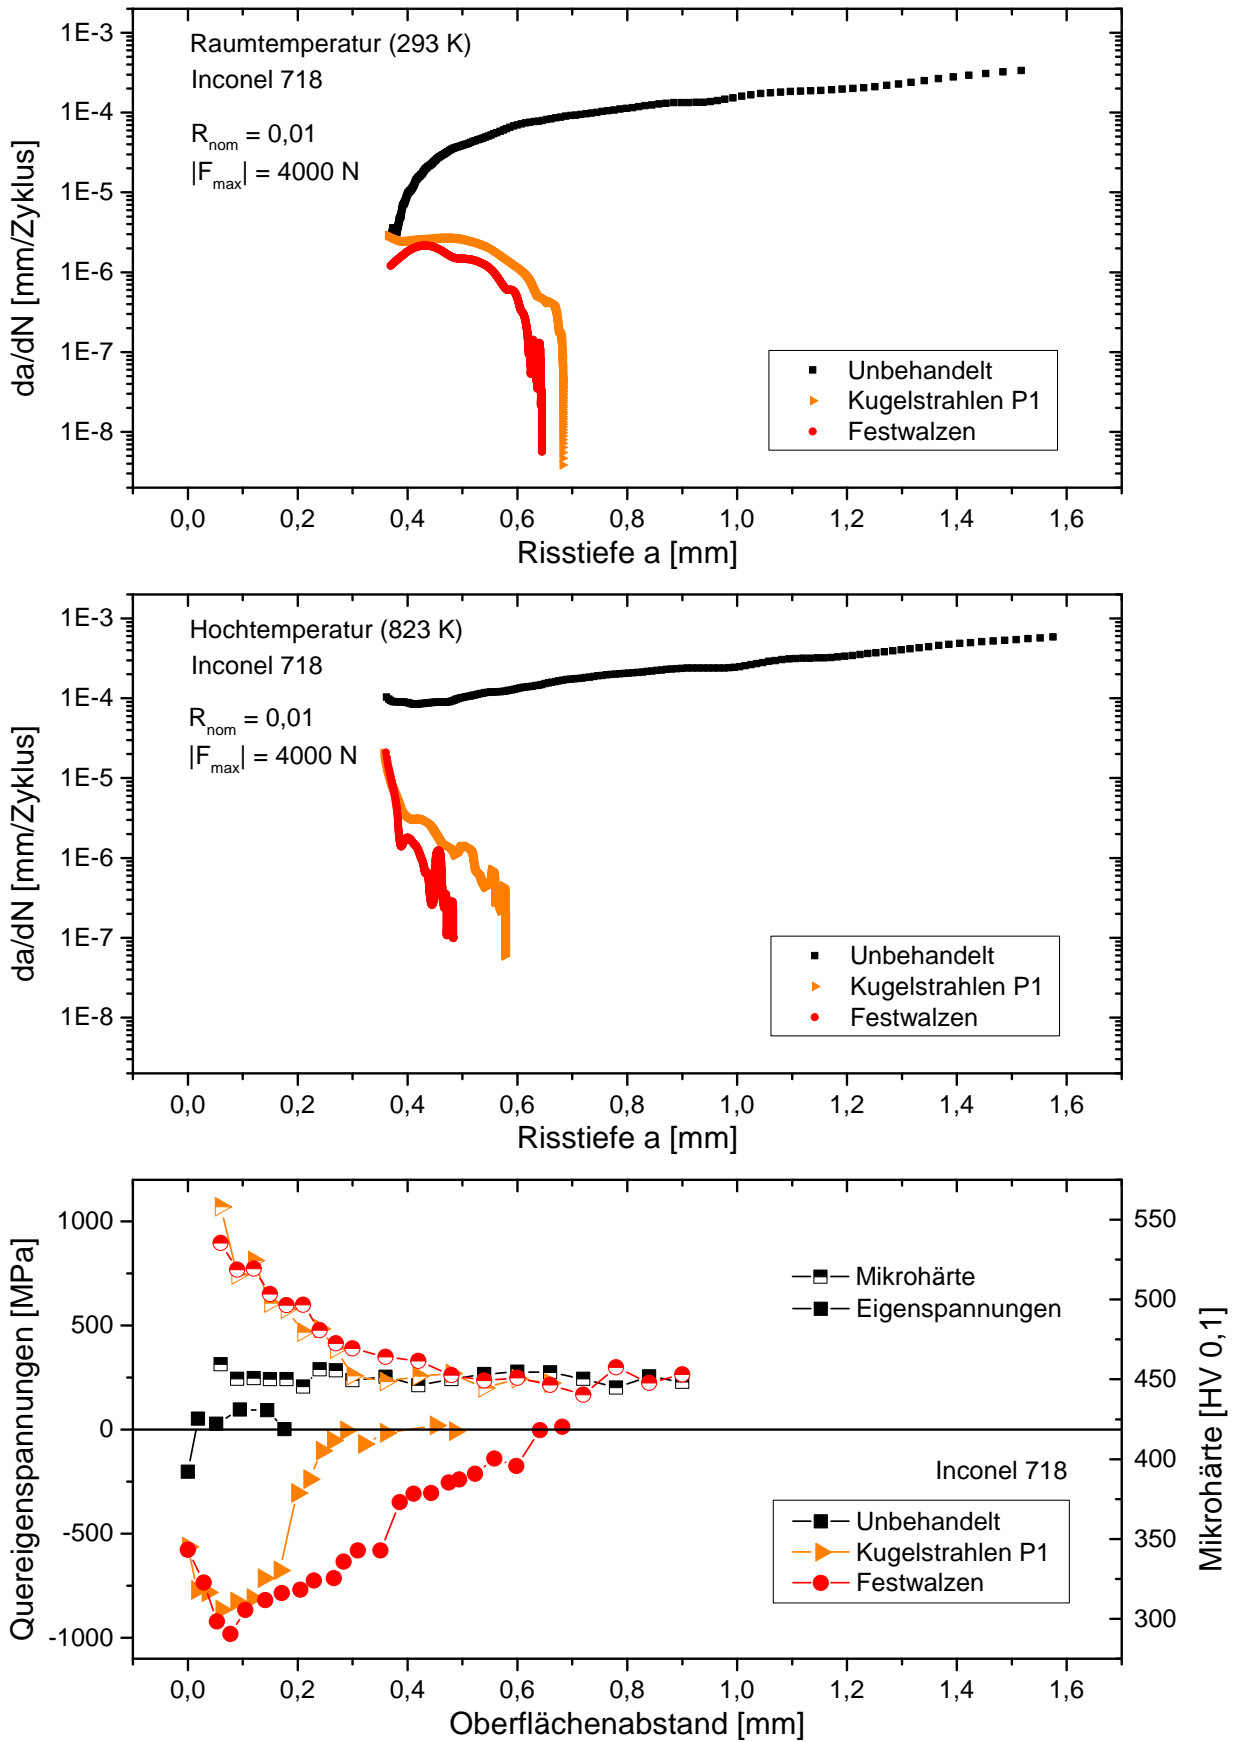 1E-3
1E-4
1E-5
1E-6
1E-7
1E-8
da/dN [mm/Zyklus]
Raumtemperatur (293 K)
Inconel 718
R_nom = 0,01
|F_max| = 4000 N
Unbehandelt
Kugelstrahlen P1
Festwalzen
0,0 0,2 0,4 0,6 0,8 1,0 1,2 1,4 1,6
Risstiefe a [mm]
1E-3
1E-4
1E-5
1E-6
1E-7
1E-8
da/dN [mm/Zyklus]
Hochtemperatur (823 K)
Inconel 718
R_nom = 0,01
|F_max| = 4000 N
Unbehandelt
Kugelstrahlen P1
Festwalzen
0,0 0,2 0,4 0,6 0,8 1,0 1,2 1,4 1,6
Risstiefe a [mm]
1000
500
0
-500
-1000
Quereigenspannungen [MPa]
Mikrohärte
Eigenspannungen
Inconel 718
Unbehandelt
Kugelstrahlen P1
Festwalzen
550
500
450
400
350
300
Mikrohärte [HV 0,1]
0,0 0,2 0,4 0,6 0,8 1,0 1,2 1,4 1,6
Oberflächenabstand [mm]